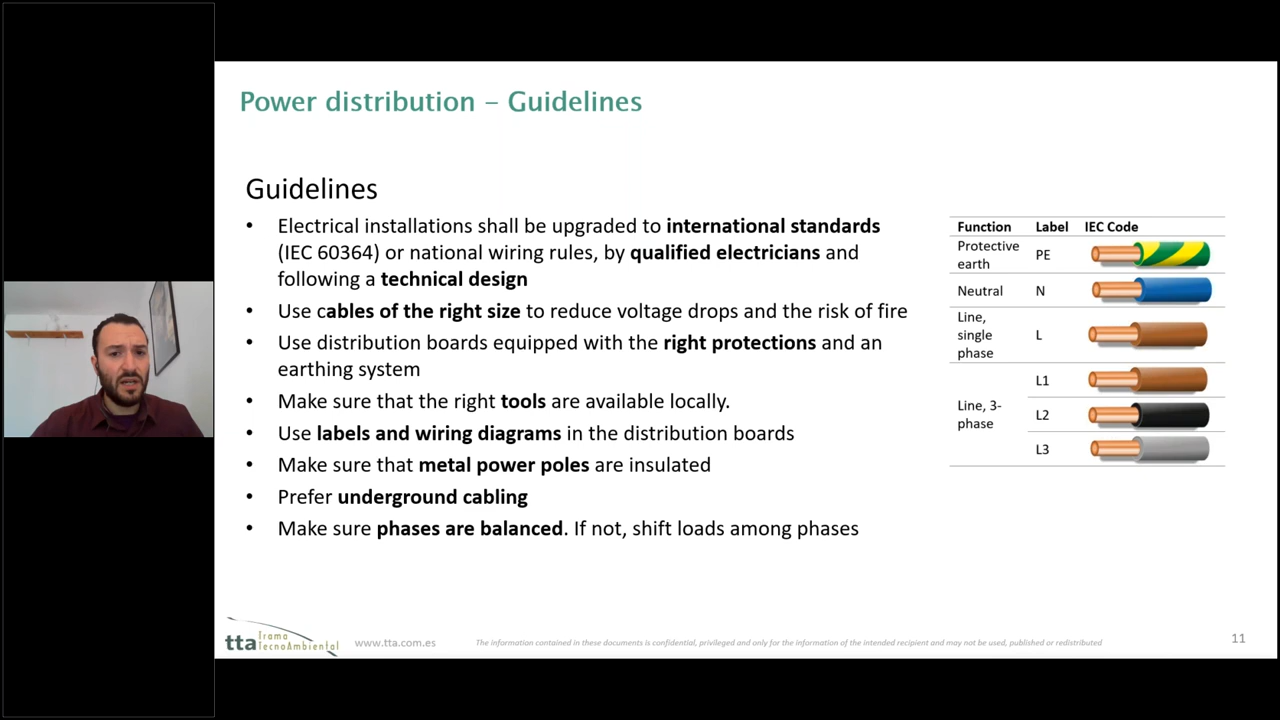 Power distribution – Guidelines
Guidelines
• Electrical installations shall be upgraded to international standards
(IEC 60364) or national wiring rules, by qualified electricians and
following a technical design
• Use cables of the right size to reduce voltage drops and the risk of fire
• Use distribution boards equipped with the right protections and an
earthing system
• Make sure that the right tools are available locally.
• Use labels and wiring diagrams in the distribution boards
• Make sure that metal power poles are insulated
• Prefer underground cabling
• Make sure phases are balanced. If not, shift loads among phases
Function Label IEC Code
Protective
earth
PE
Neutral N
Line,
single
phase
L
Line, 3-
phase
L1
L2
L3
tta Trama
TecnoAmbiental
www.tta.com.es
The information contained in these documents is confidential, privileged and only for the information of the intended recipient and may not be used, published or redistributed
11